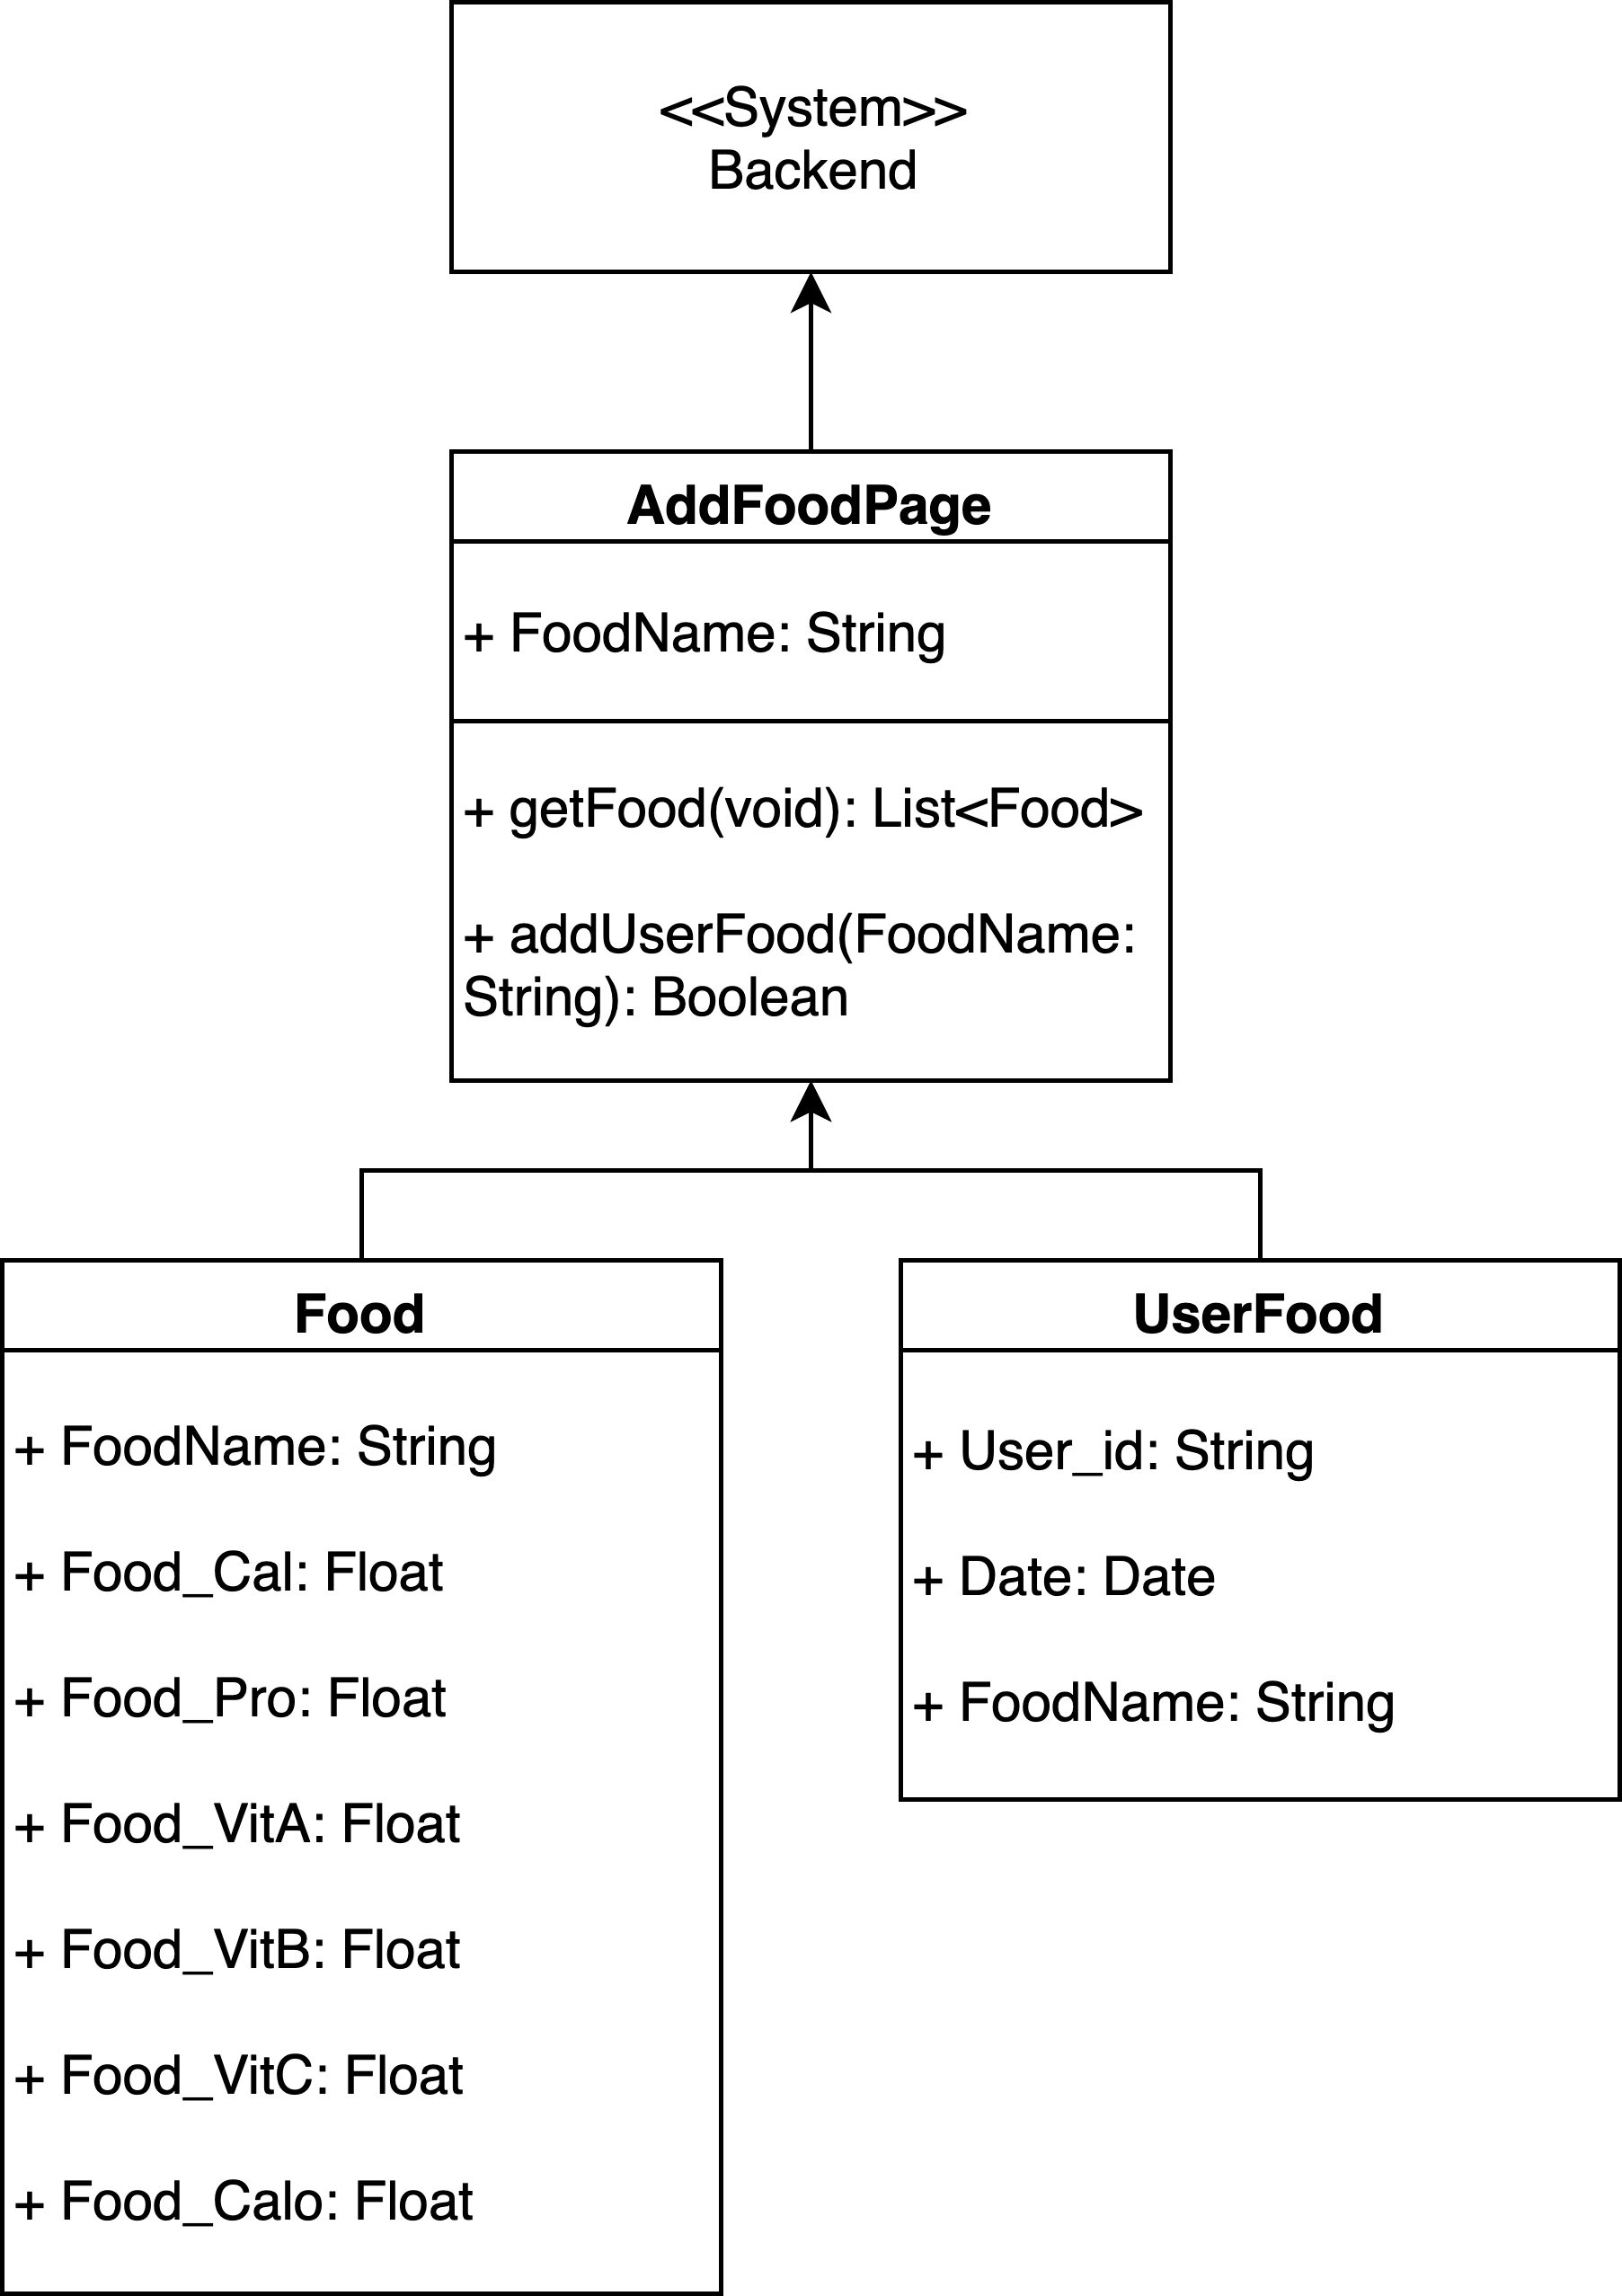 <<System>>
Backend
AddFoodPage
+ FoodName: String
+ getFood(void): List<Food>
+ addUserFood(FoodName:
String): Boolean
Food
+ FoodName: String
+ Food_Cal: Float
+ Food_Pro: Float
+ Food_VitA: Float
+ Food_VitB: Float
+ Food_VitC: Float
+ Food_Calo: Float
UserFood
+ User_id: String
+ Date: Date
+ FoodName: String